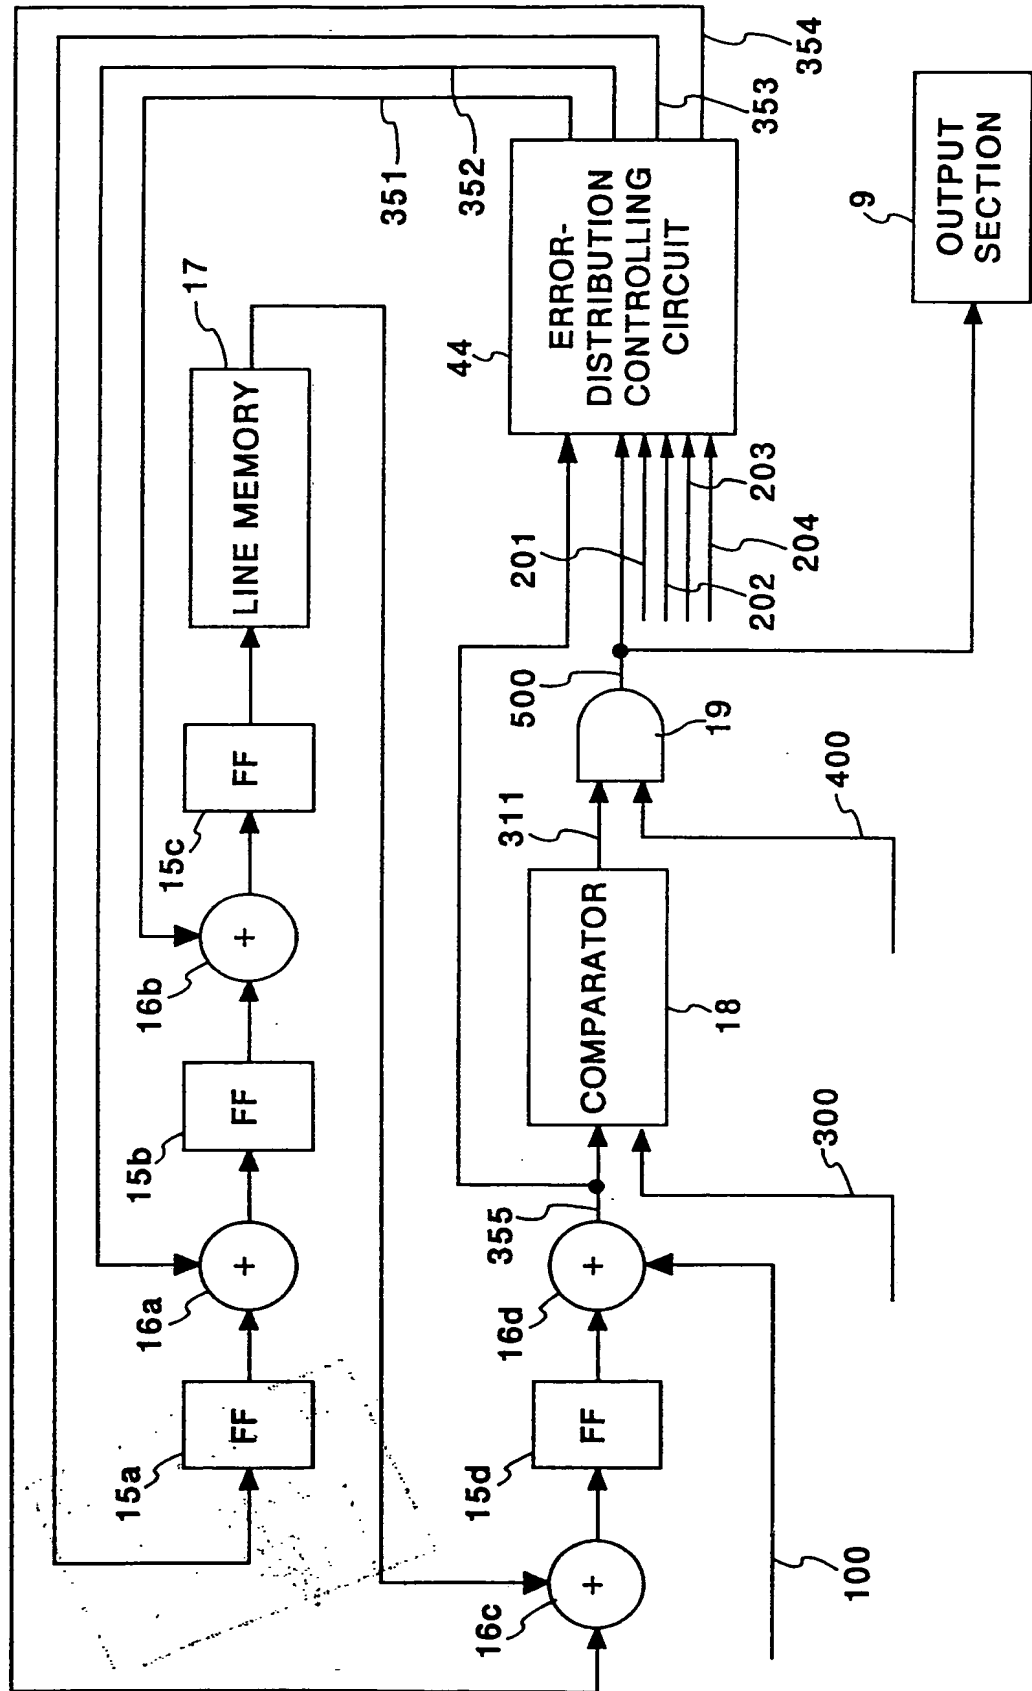 354
353
352
351
17
LINE MEMORY
FF
15c
+
16b
FF
15b
+
16a
FF
15a
44
ERROR-
DISTRIBUTION
CONTROLLING
CIRCUIT
201
202
203
204
500
19
311
400
COMPARATOR
18
300
355
+
16d
FF
15d
+
16c
100
9
OUTPUT
SECTION